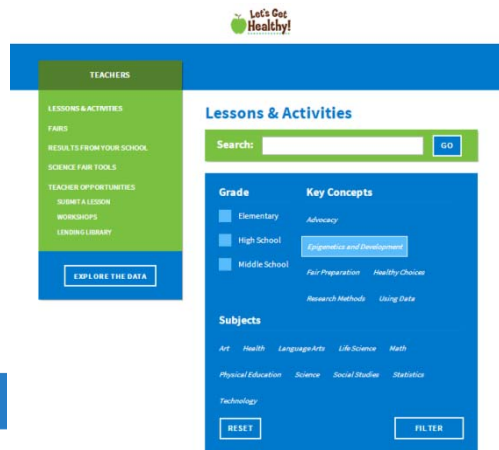 Let's Get
Healthy!
TEACHERS
LESSONS & ACTIVITIES
FAIRS
RESULTS FROM YOUR SCHOOL
SCIENCE FAIR TOOLS
TEACHER OPPORTUNITIES
SUBMIT A LESSON
WORKSHOPS
LENDING LIBRARY
EXPLORE THE DATA
Lessons & Activities
Search:
GO
Grade
Elementary
High School
Middle School
Key Concepts
Advocacy
Epigenetics and Development
Fair Preparation Healthy Choices
Research Methods Using Data
Subjects
Art Health Language Arts Life Science Math
Physical Education Science Social Studies Statistics
Technology
RESET FILTER